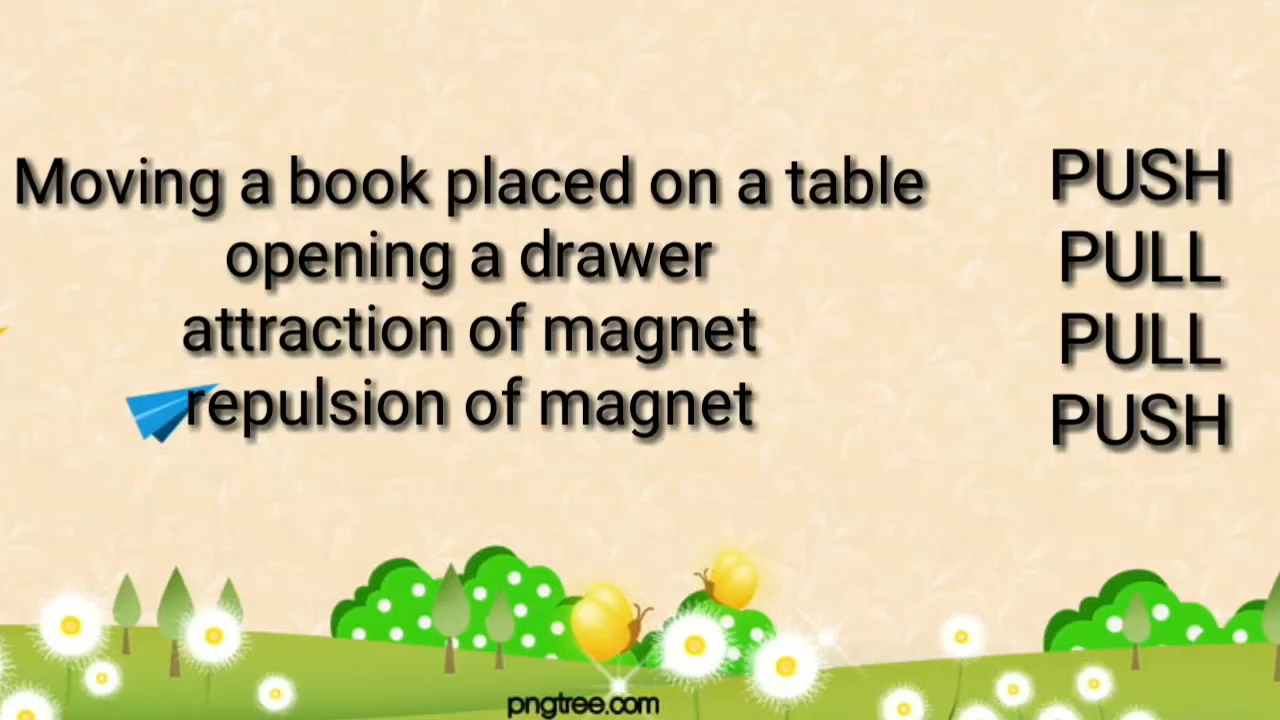 Moving a book placed on a table PUSH
opening a drawer PULL
attraction of magnet PULL
repulsion of magnet PUSH
pngtree.com